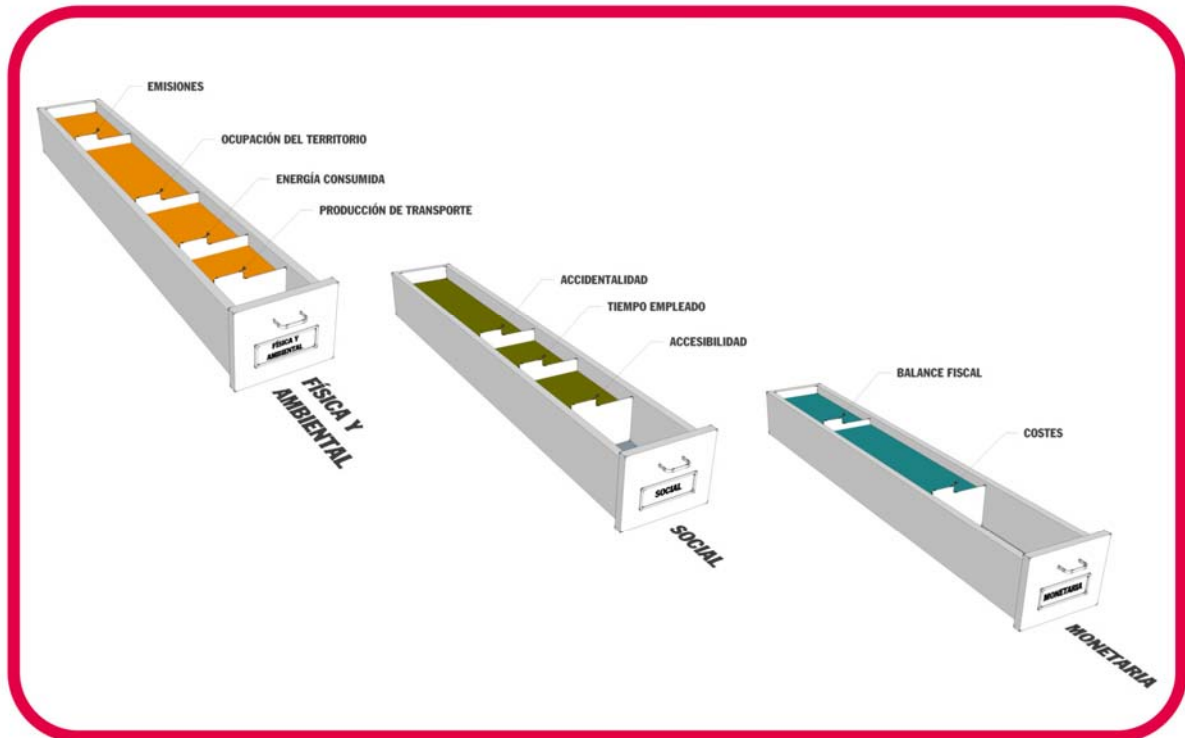 EMISIONES
OCUPACIÓN DEL TERRITORIO
ENERGÍA CONSUMIDA
PRODUCCIÓN DE TRANSPORTE
FÍSICA Y
AMBIENTAL
FÍSICA Y
AMBIENTAL
ACCIDENTALIDAD
TIEMPO EMPLEADO
ACCESIBILIDAD
SOCIAL
SOCIAL
BALANCE FISCAL
COSTES
MONETARIA
MONETARIA